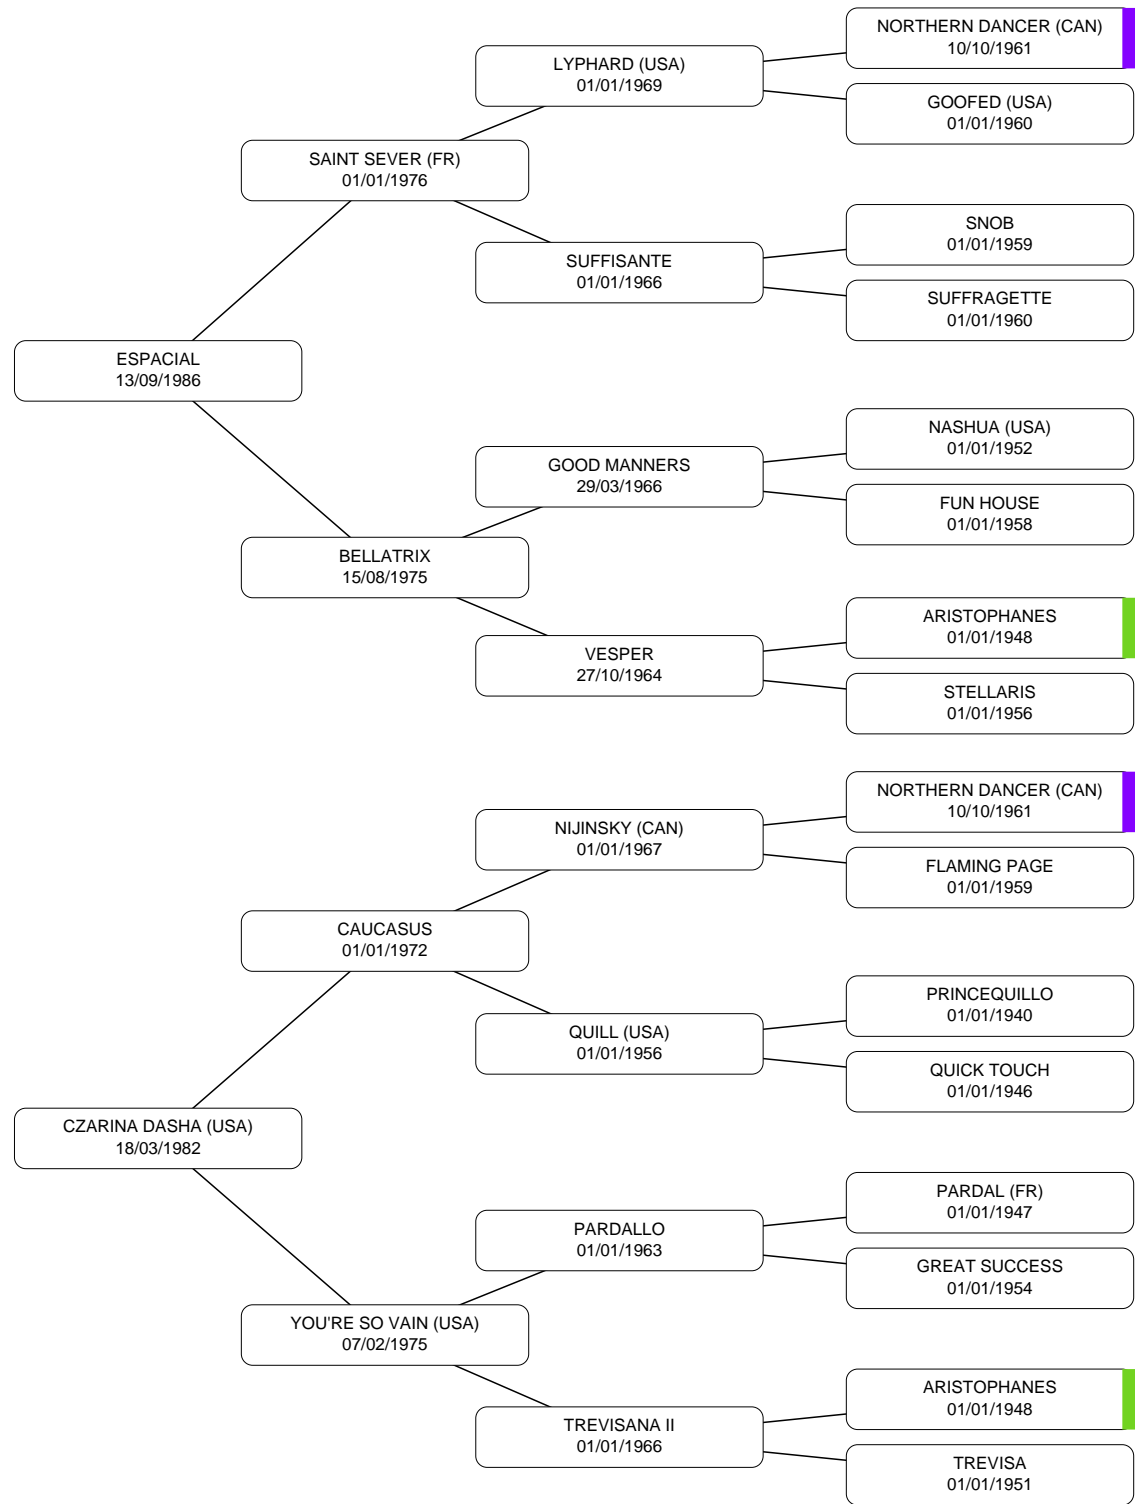 NORTHERN DANCER (CAN)
10/10/1961
LYPHARD (USA)
01/01/1969
GOOFED (USA)
01/01/1960
SAINT SEVER (FR)
01/01/1976
SNOB
01/01/1959
SUFFISANTE
01/01/1966
SUFFRAGETTE
01/01/1960
ESPACIAL
13/09/1986
NASHUA (USA)
01/01/1952
GOOD MANNERS
29/03/1966
FUN HOUSE
01/01/1958
BELLATRIX
15/08/1975
ARISTOPHANES
01/01/1948
VESPER
27/10/1964
STELLARIS
01/01/1956
NORTHERN DANCER (CAN)
10/10/1961
NIJINSKY (CAN)
01/01/1967
FLAMING PAGE
01/01/1959
CAUCASUS
01/01/1972
PRINCEQUILLO
01/01/1940
QUILL (USA)
01/01/1956
QUICK TOUCH
01/01/1946
CZARINA DASHA (USA)
18/03/1982
PARDAL (FR)
01/01/1947
PARDALLO
01/01/1963
GREAT SUCCESS
01/01/1954
YOU'RE SO VAIN (USA)
07/02/1975
ARISTOPHANES
01/01/1948
TREVISANA II
01/01/1966
TREVISA
01/01/1951